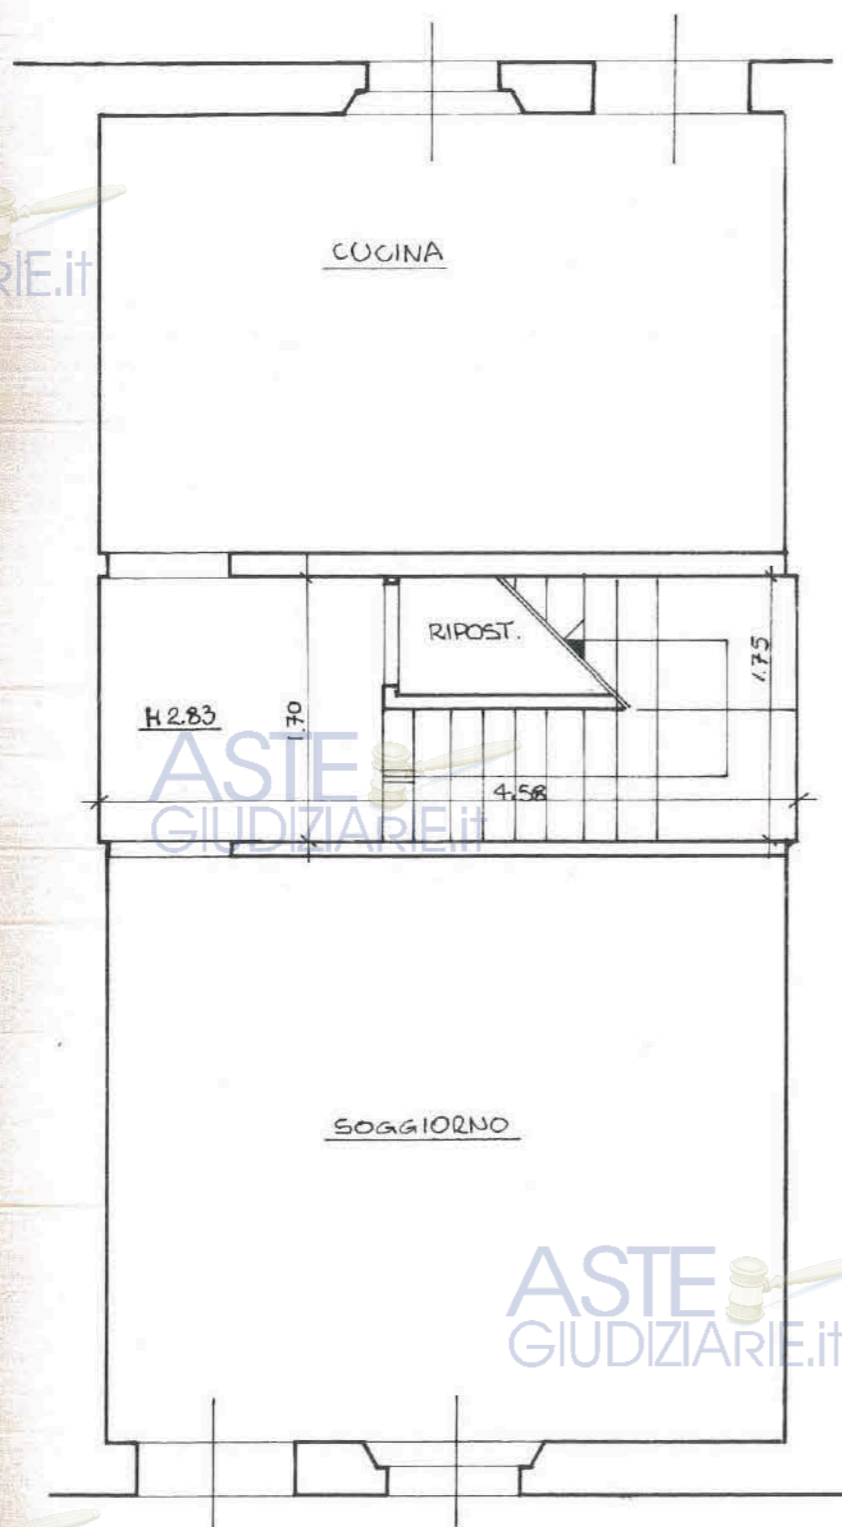 CUCINA
RIE.it
RIPOST.
1.75
H 2.83
1.70
4.58
ASTE
GIUDIZIARIE.it
SOGGIORNO
ASTE
GIUDIZIARIE.it